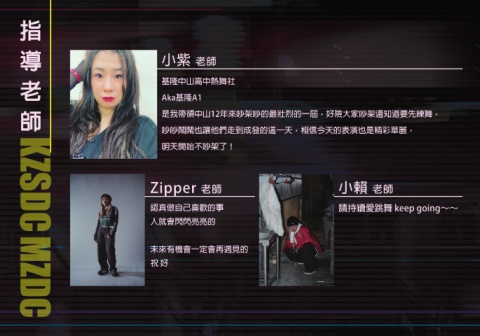 指導老師
KZSDC MZDC
小紫 老師
基隆中山高中熱舞社
Aka基隆A1
是我帶領中山12年來吵架吵的最壯烈的一屆，好險大家吵架還知道要先練舞，
吵吵鬧鬧也讓他們走到成發的這一天，相信今天的表演也是精彩華麗，
明天開始不吵架了！
Zipper 老師
認真做自己喜歡的事
人就會閃閃亮亮的
未來有機會一定會再遇見的
祝 好
小賴 老師
請持續愛跳舞 keep going～～